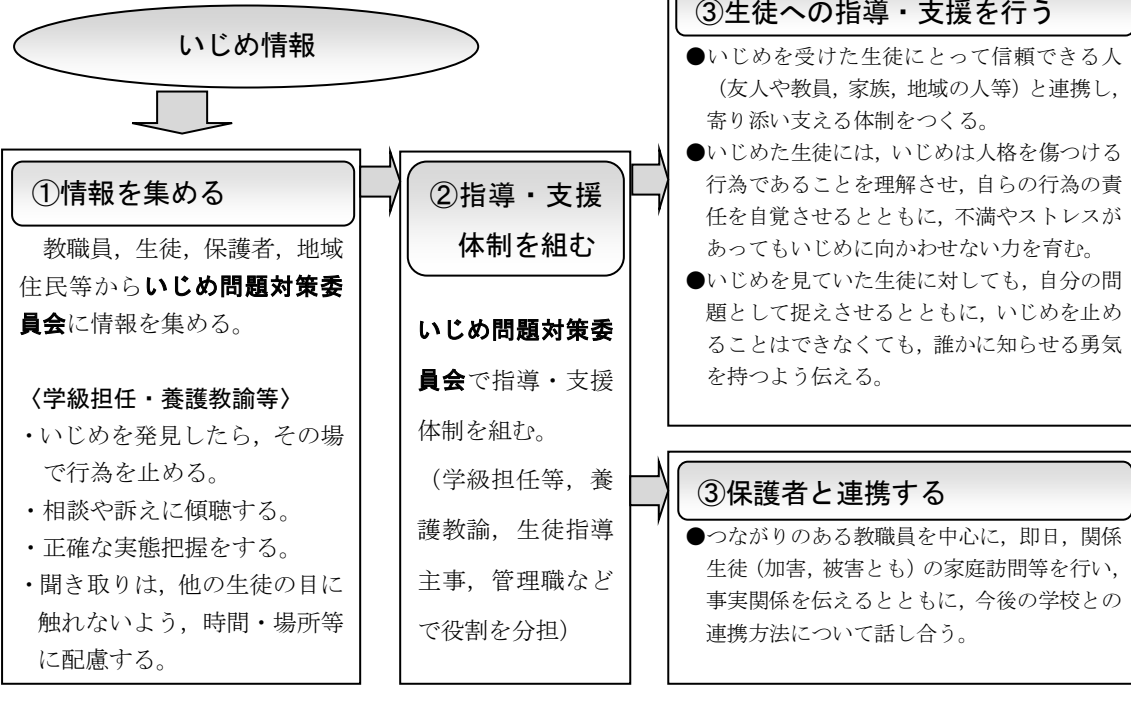 いじめ情報
①情報を集める
教職員，生徒，保護者，地域
住民等からいじめ問題対策委
員会に情報を集める。
〈学級担任・養護教諭等〉
・いじめを発見したら，その場
で行為を止める。
・相談や訴えに傾聴する。
・正確な実態把握をする。
・聞き取りは，他の生徒の目に
触れないよう，時間・場所等
に配慮する。
②指導・支援
体制を組む
いじめ問題対策委
員会で指導・支援
体制を組む。
（学級担任等，養
護教諭，生徒指導
主事，管理職など
で役割を分担）
③生徒への指導・支援を行う
●いじめを受けた生徒にとって信頼できる人
（友人や教員，家族，地域の人等）と連携し，
寄り添い支える体制をつくる。
●いじめた生徒には，いじめは人格を傷つける
行為であることを理解させ，自らの行為の責
任を自覚させるとともに，不満やストレスが
あってもいじめに向かわせない力を育む。
●いじめを見ていた生徒に対しても，自分の問
題として捉えさせるとともに，いじめを止め
ることはできなくても，誰かに知らせる勇気
を持つよう伝える。
③保護者と連携する
●つながりのある教職員を中心に，即日，関係
生徒（加害，被害とも）の家庭訪問等を行い，
事実関係を伝えるとともに，今後の学校との
連携方法について話し合う。